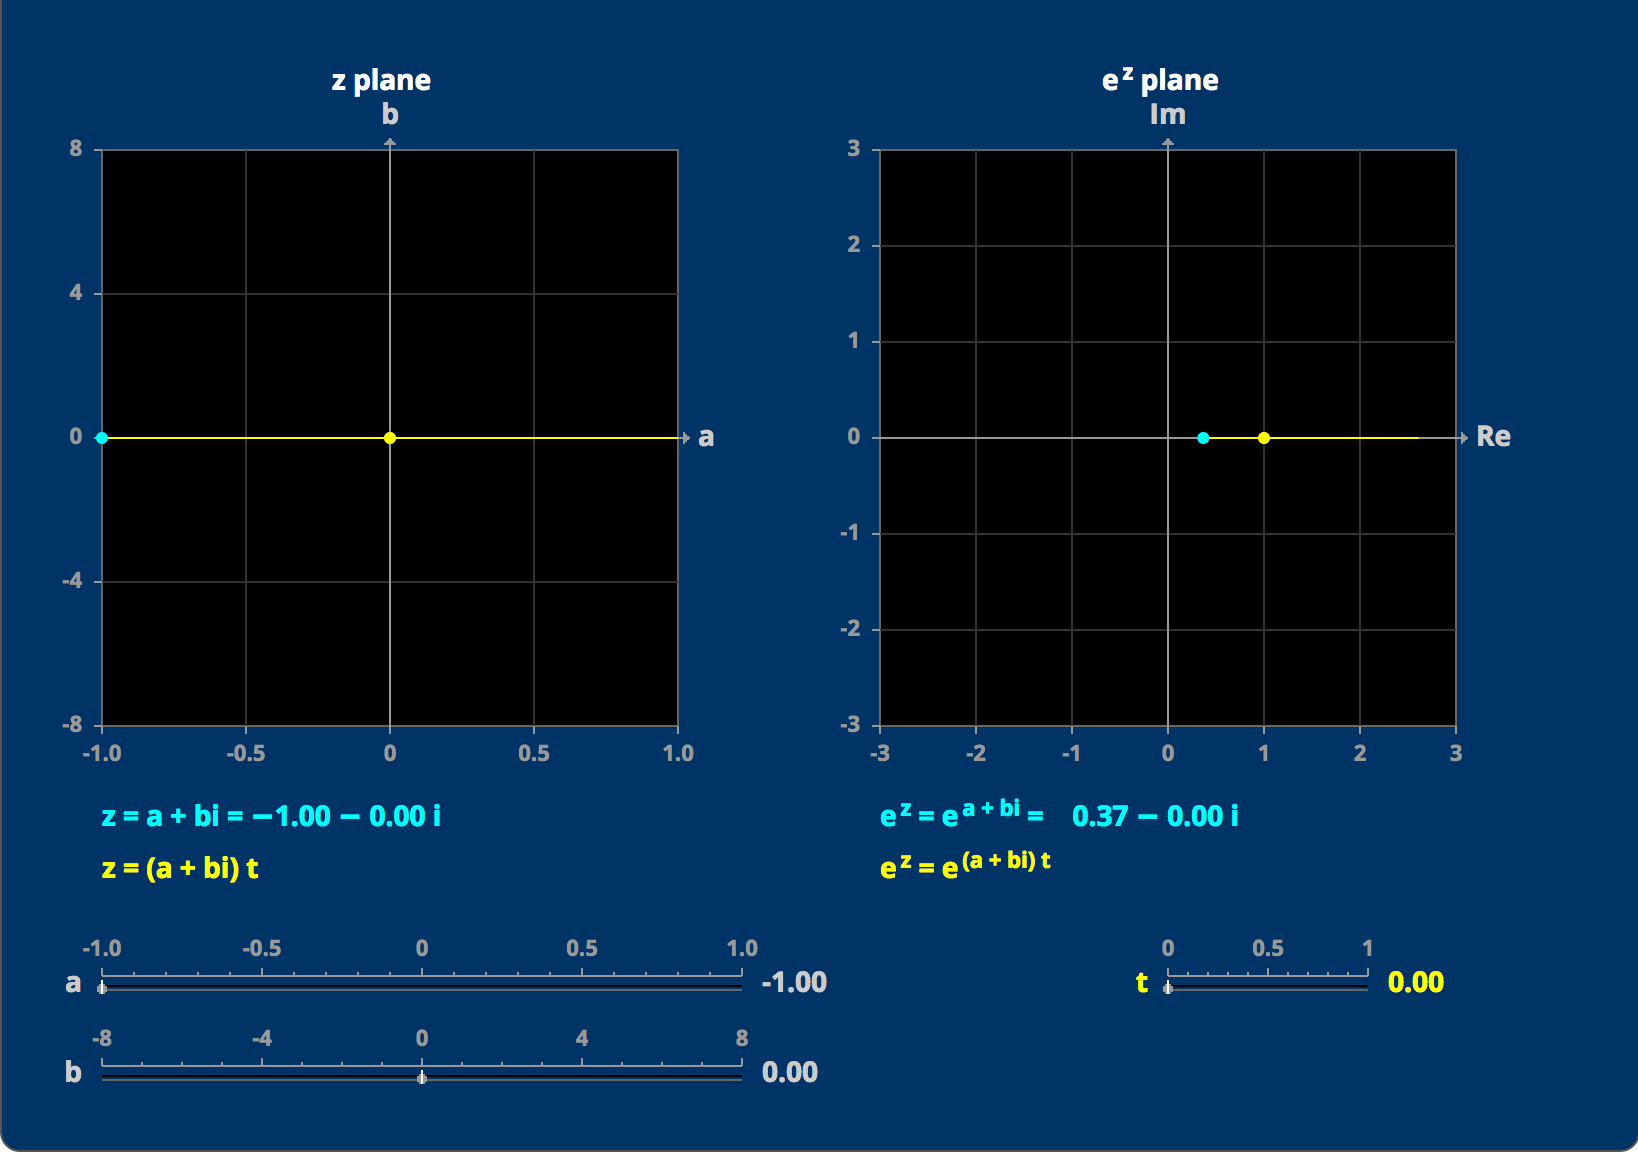 z plane
b
8
4
0
-4
-8
-1.0 -0.5 0 0.5 1.0
a
e^z plane
Im
3
2
1
0
-1
-2
-3
-3 -2 -1 0 1 2 3
Re
z = a + bi = −1.00 − 0.00 i
e^z = e^(a + bi) = 0.37 − 0.00 i
z = (a + bi) t
e^z = e^((a + bi) t)
-1.0 -0.5 0 0.5 1.0
a -1.00
0 0.5 1
t 0.00
-8 -4 0 4 8
b 0.00